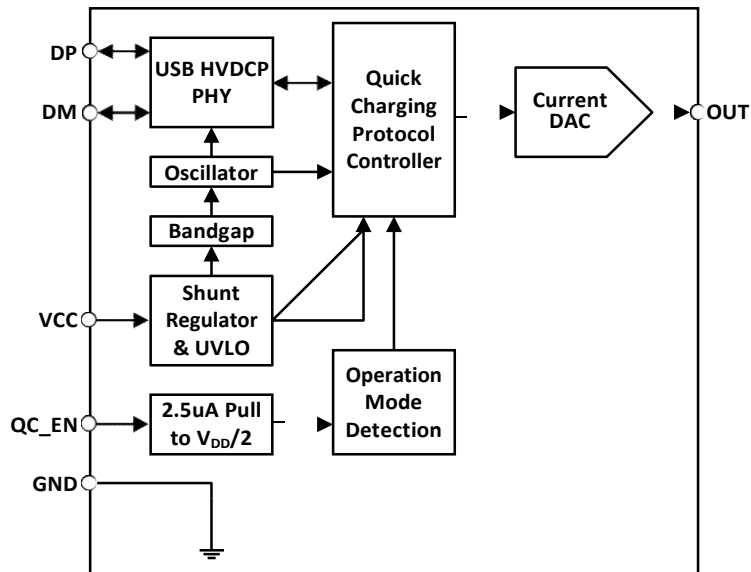 DP
DM
USB HVDCP
PHY
Quick
Charging
Protocol
Controller
Current
DAC
OUT
Oscillator
Bandgap
VCC
Shunt
Regulator
& UVLO
QC_EN
2.5uA Pull
to VDD/2
Operation
Mode
Detection
GND